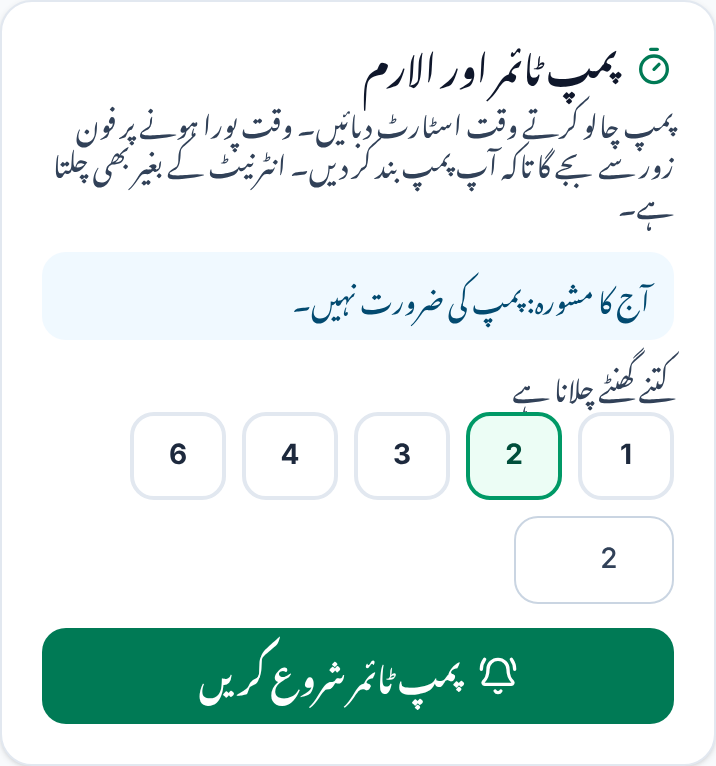 پمپ ٹائمر اور الارم
پمپ چالو کرتے وقت اسٹارٹ دبائیں۔ وقت پورا ہونے پر فون
زور سے بجے گا تاکہ آپ پمپ بند کر دیں۔ انٹرنیٹ کے بغیر بھی چلتا
ہے۔
آج کا مشورہ: پمپ کی ضرورت نہیں۔
کتنے گھنٹے چلانا ہے
1 2 3 4 6
2
پمپ ٹائمر شروع کریں